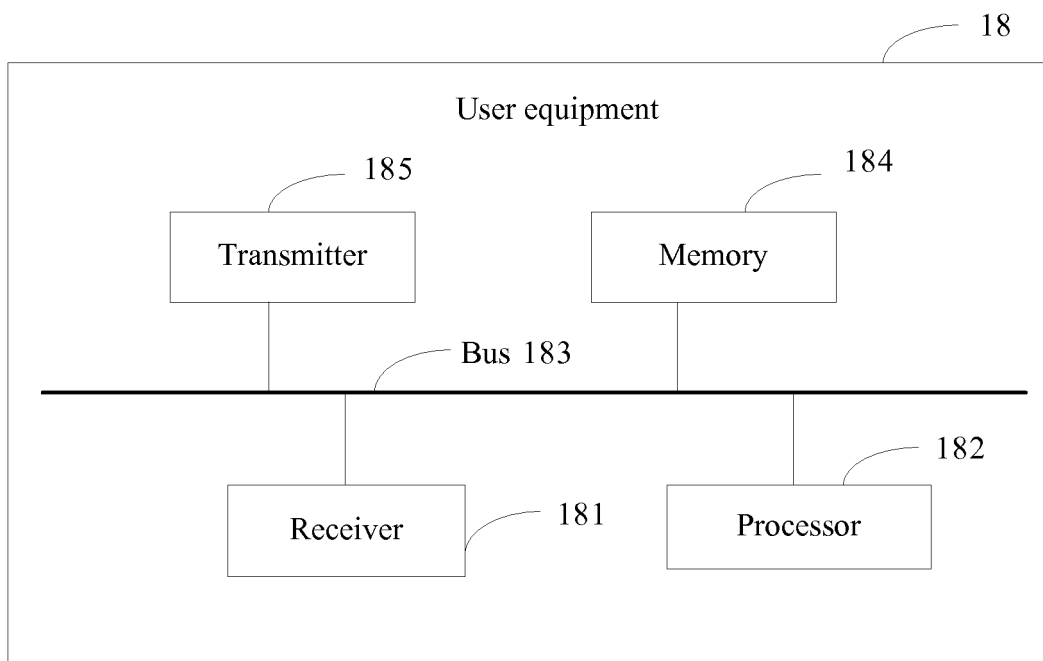 18
User equipment
185
184
Transmitter
Memory
Bus 183
182
181
Receiver
Processor